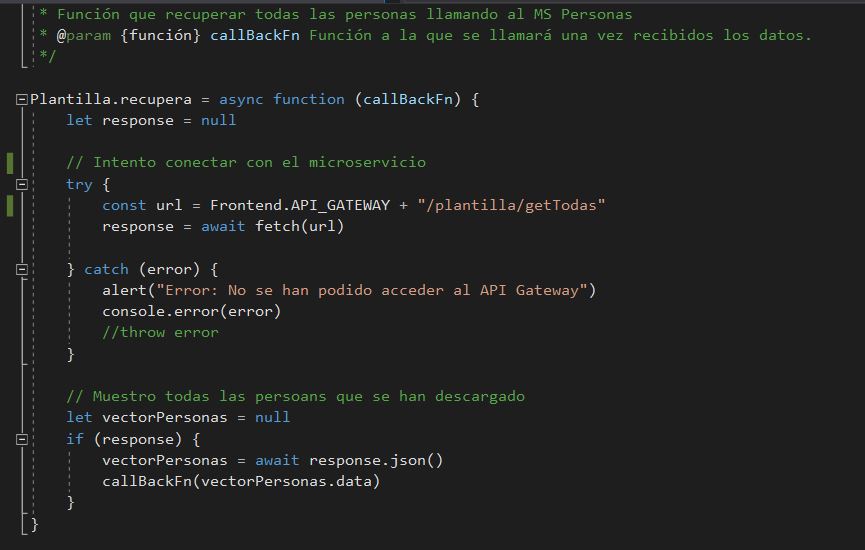 * Función que recuperar todas las personas llamando al MS Personas
* @param {función} callBackFn Función a la que se llamará una vez recibidos los datos.
*/
Plantilla.recupera = async function (callBackFn) {
let response = null
// Intento conectar con el microservicio
try {
const url = Frontend.API_GATEWAY + "/plantilla/getTodas"
response = await fetch(url)
} catch (error) {
alert("Error: No se han podido acceder al API Gateway")
console.error(error)
//throw error
}
// Muestro todas las persoans que se han descargado
let vectorPersonas = null
if (response) {
vectorPersonas = await response.json()
callBackFn(vectorPersonas.data)
}
}